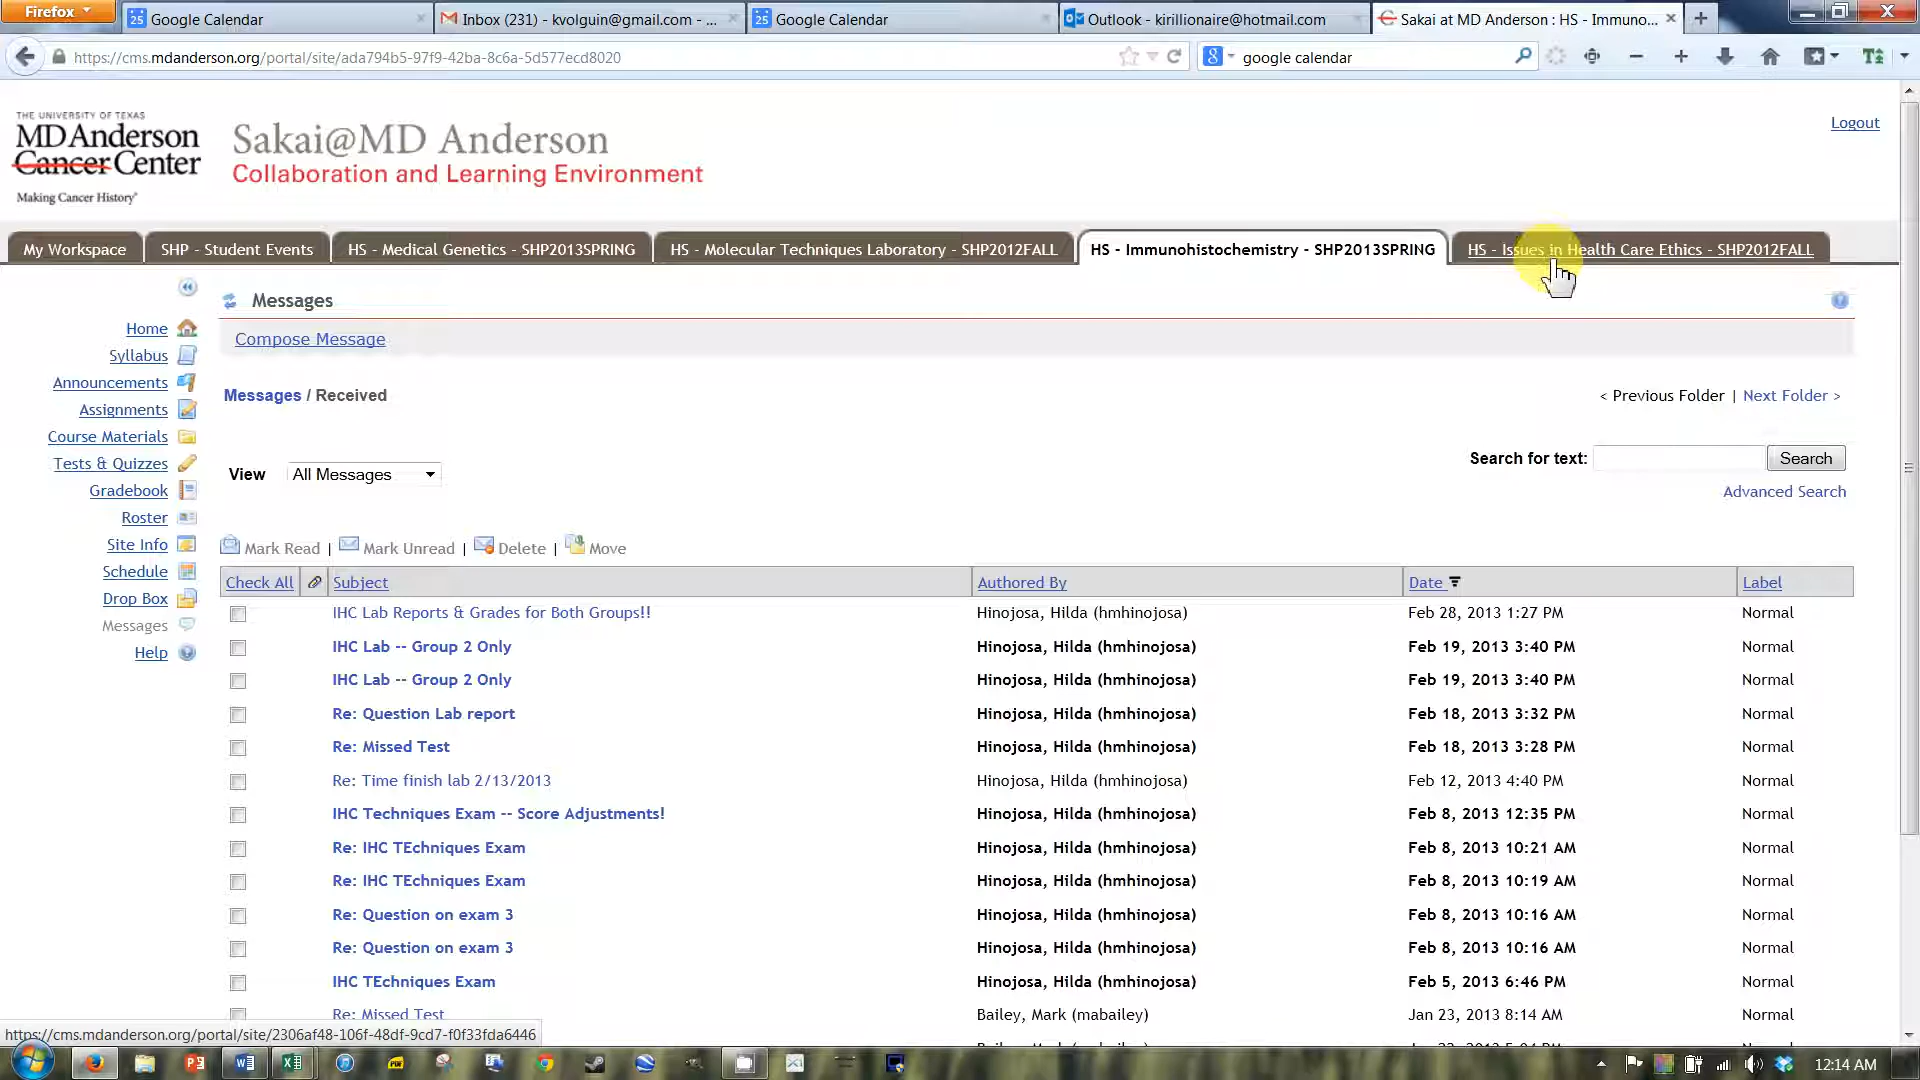 Firefox
25 Google Calendar
Inbox (231) - kvolguin@gmail.com - ...
25 Google Calendar
Outlook - kirillionaire@hotmail.com
Sakai at MD Anderson : HS - Immuno...
https://cms.mdanderson.org/portal/site/ada794b5-97f9-42ba-8c6a-5d577ecd8020
google calendar
THE UNIVERSITY OF TEXAS
MD Anderson
Cancer Center
Making Cancer History®
Sakai@MD Anderson
Collaboration and Learning Environment
Logout
My Workspace
SHP - Student Events
HS - Medical Genetics - SHP2013SPRING
HS - Molecular Techniques Laboratory - SHP2012FALL
HS - Immunohistochemistry - SHP2013SPRING
HS - Issues in Health Care Ethics - SHP2012FALL
Home
Syllabus
Announcements
Assignments
Course Materials
Tests & Quizzes
Gradebook
Roster
Site Info
Schedule
Drop Box
Messages
Help
Messages
Compose Message
Messages / Received
< Previous Folder | Next Folder >
View All Messages
Search for text: Search
Advanced Search
Mark Read | Mark Unread | Delete | Move
Check All Subject Authored By Date Label
IHC Lab Reports & Grades for Both Groups!! Hinojosa, Hilda (hmhinojosa) Feb 28, 2013 1:27 PM Normal
IHC Lab -- Group 2 Only Hinojosa, Hilda (hmhinojosa) Feb 19, 2013 3:40 PM Normal
IHC Lab -- Group 2 Only Hinojosa, Hilda (hmhinojosa) Feb 19, 2013 3:40 PM Normal
Re: Question Lab report Hinojosa, Hilda (hmhinojosa) Feb 18, 2013 3:32 PM Normal
Re: Missed Test Hinojosa, Hilda (hmhinojosa) Feb 18, 2013 3:28 PM Normal
Re: Time finish lab 2/13/2013 Hinojosa, Hilda (hmhinojosa) Feb 12, 2013 4:40 PM Normal
IHC Techniques Exam -- Score Adjustments! Hinojosa, Hilda (hmhinojosa) Feb 8, 2013 12:35 PM Normal
Re: IHC TEchniques Exam Hinojosa, Hilda (hmhinojosa) Feb 8, 2013 10:21 AM Normal
Re: IHC TEchniques Exam Hinojosa, Hilda (hmhinojosa) Feb 8, 2013 10:19 AM Normal
Re: Question on exam 3 Hinojosa, Hilda (hmhinojosa) Feb 8, 2013 10:16 AM Normal
Re: Question on exam 3 Hinojosa, Hilda (hmhinojosa) Feb 8, 2013 10:16 AM Normal
IHC TEchniques Exam Hinojosa, Hilda (hmhinojosa) Feb 5, 2013 6:46 PM Normal
Re: Missed Test Bailey, Mark (mabailey) Jan 23, 2013 8:14 AM Normal
https://cms.mdanderson.org/portal/site/2306af48-106f-48df-9cd7-f0f33fda6446
12:14 AM